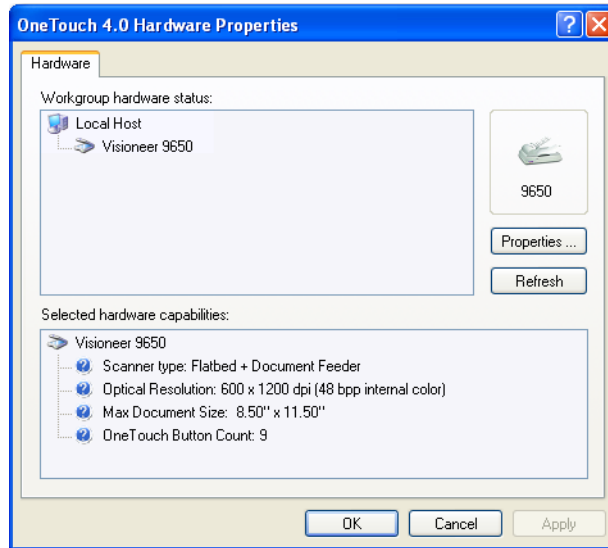 OneTouch 4.0 Hardware Properties
Hardware
Workgroup hardware status:
Local Host
Visioneer 9650
9650
Properties ...
Refresh
Selected hardware capabilities:
Visioneer 9650
Scanner type: Flatbed + Document Feeder
Optical Resolution: 600 x 1200 dpi (48 bpp internal color)
Max Document Size:  8.50" x 11.50"
OneTouch Button Count: 9
OK
Cancel
Apply